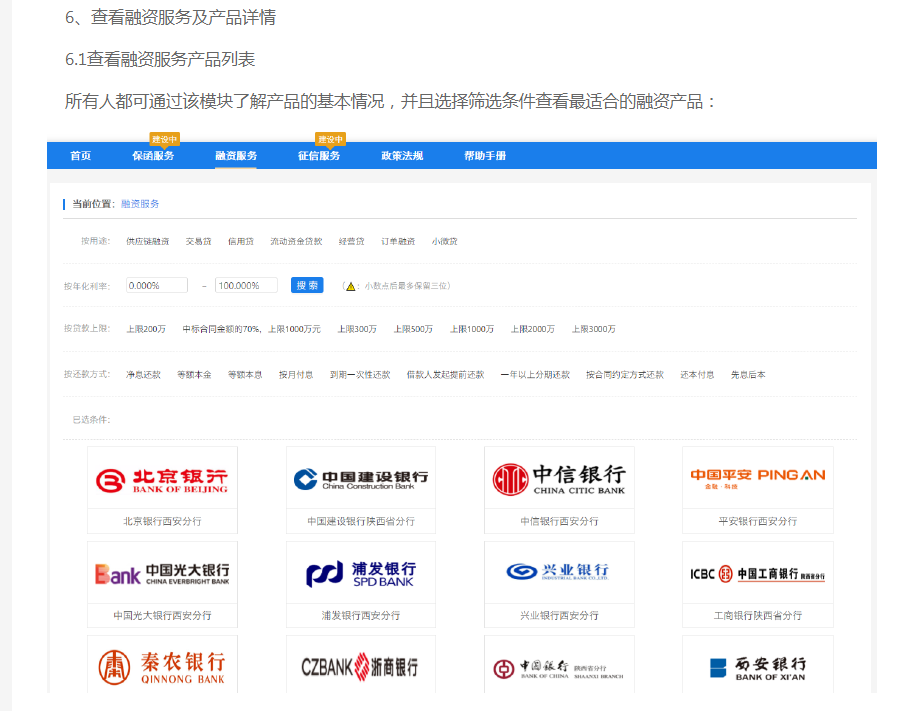 6、查看融资服务及产品详情
6.1查看融资服务产品列表
所有人都可通过该模块了解产品的基本情况，并且选择筛选条件查看最适合的融资产品：
建设中 建设中
首页 保函服务 融资服务 征信服务 政策法规 帮助手册
当前位置： 融资服务
按用途： 供应链融资 交易贷 信用贷 流动资金贷款 经营贷 订单融资 小微贷
按年化利率： 0.000% - 100.000% 搜 索 （ ：小数点后最多保留三位）
按贷款上限： 上限200万 中标合同金额的70%，上限1000万元 上限300万 上限500万 上限1000万 上限2000万 上限3000万
按还款方式： 净息还款 等额本金 等额本息 按月付息 到期一次性还款 借款人发起提前还款 一年以上分期还款 按合同约定方式还款 还本付息 先息后本
已选条件：
北京银行 中国建设银行 中信银行 中国平安 PINGAN
BANK OF BEIJING China Construction Bank CHINA CITIC BANK 金融·科技
北京银行西安分行 中国建设银行陕西省分行 中信银行西安分行 平安银行西安分行
Bank 中国光大银行 浦发银行 兴业银行 ICBC 中国工商银行 陕西省分行
CHINA EVERBRIGHT BANK SPD BANK INDUSTRIAL BANK CO.,LTD.
中国光大银行西安分行 浦发银行西安分行 兴业银行西安分行 工商银行陕西省分行
秦农银行 CZBANK 浙商银行 中国银行 陕西省分行 西安银行
QINNONG BANK BANK OF CHINA SHAANXI BRANCH BANK OF XI'AN